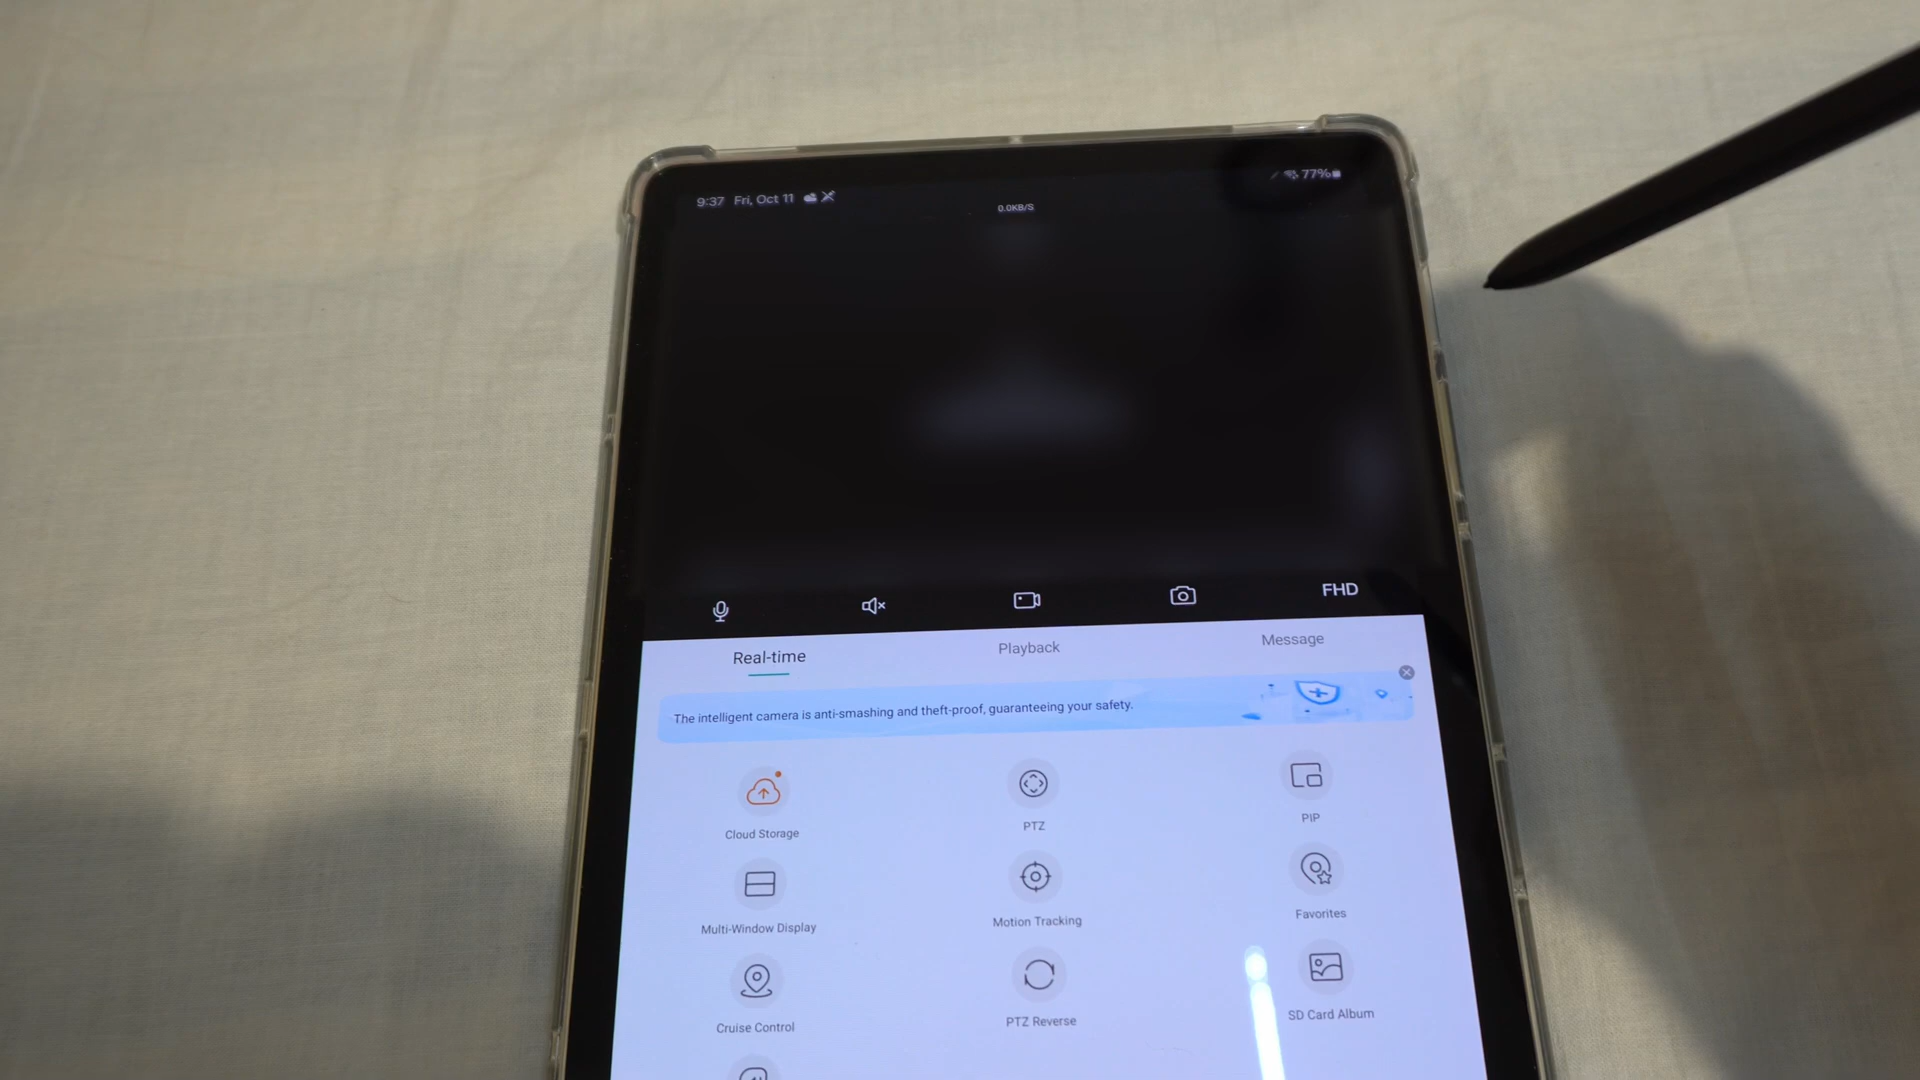 9:37 Fri, Oct 11
77%
0.0KB/S
FHD
Real-time
Playback
Message
The intelligent camera is anti-smashing and theft-proof, guaranteeing your safety.
Cloud Storage
PTZ
PIP
Multi-Window Display
Motion Tracking
Favorites
Cruise Control
PTZ Reverse
SD Card Album